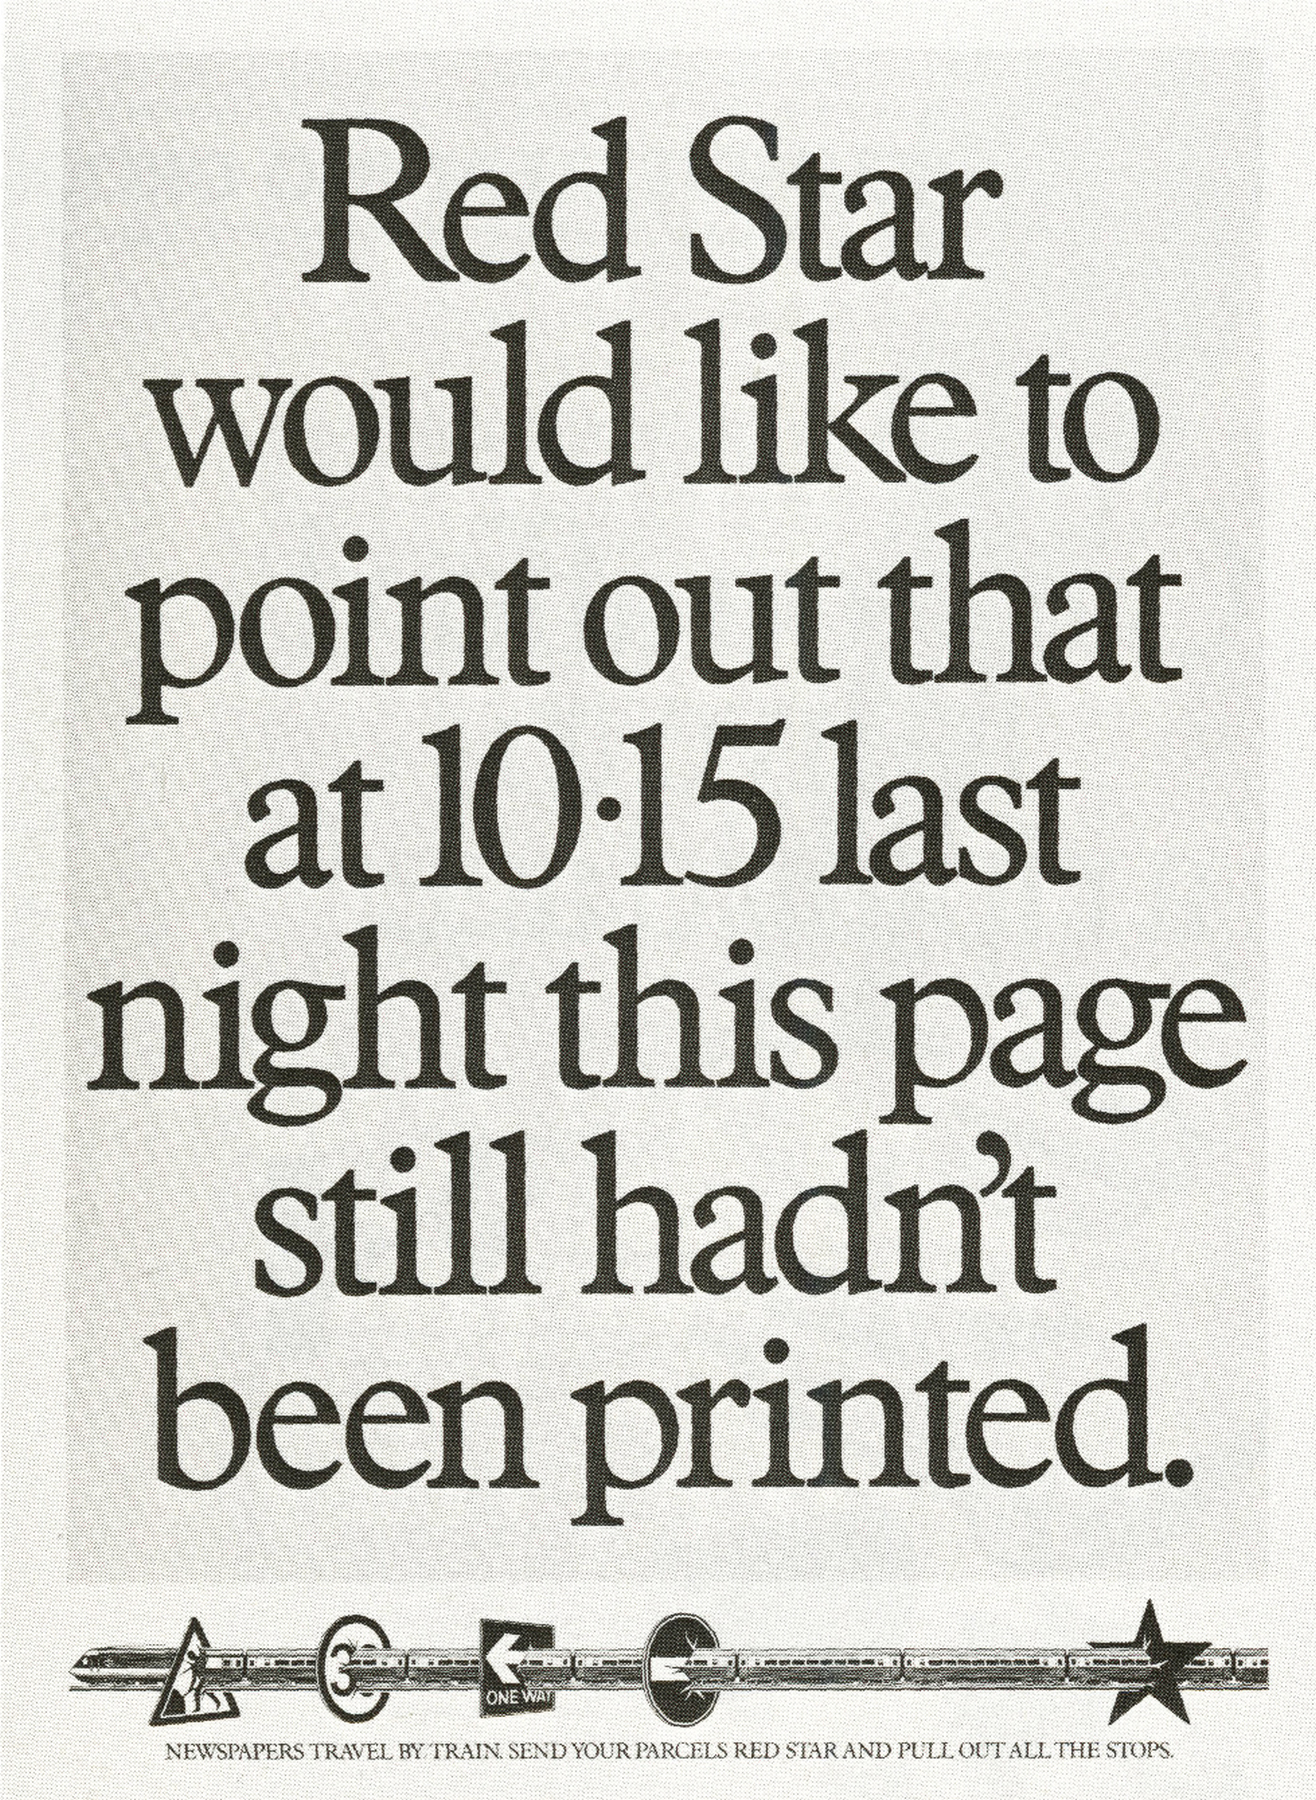 Red Star
would like to
point out that
at 10·15 last
night this page
still hadn't
been printed.
3
ONE WAY
NEWSPAPERS TRAVEL BY TRAIN. SEND YOUR PARCELS RED STAR AND PULL OUT ALL THE STOPS.